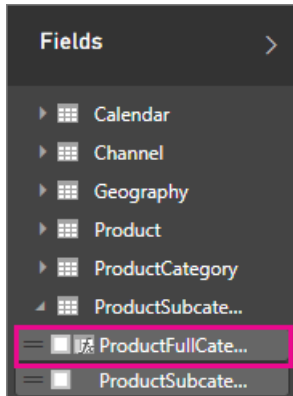 Fields
Calendar
Channel
Geography
Product
ProductCategory
ProductSubcate...
ProductFullCate...
ProductSubcate...